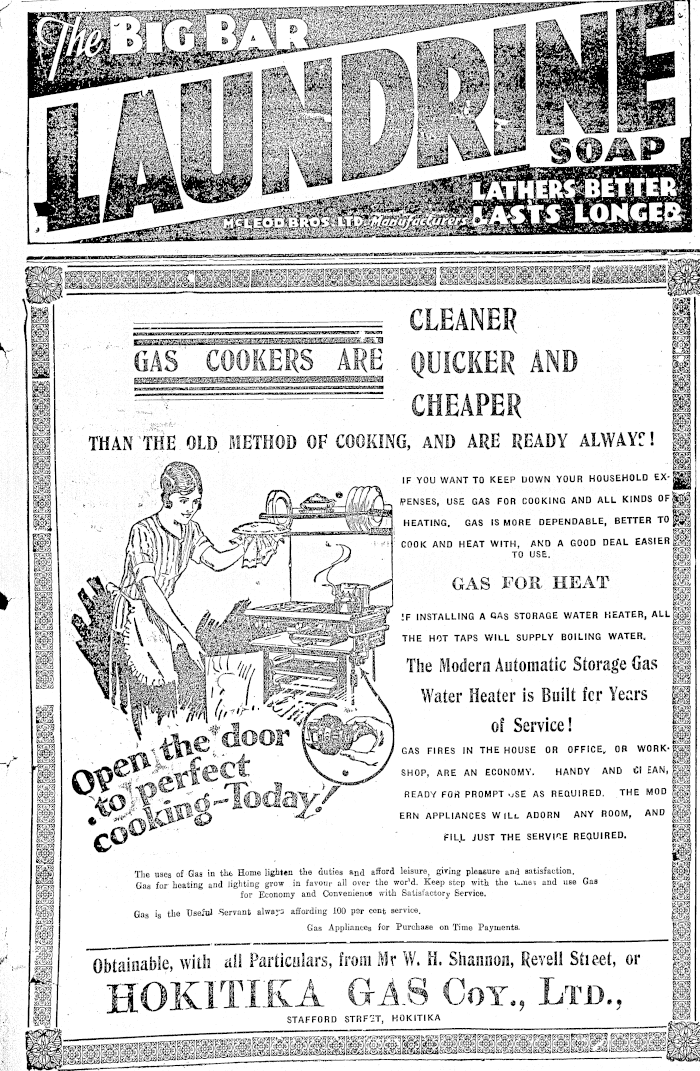 The BIG BAR
LAUNDRINE
SOAP
LATHERS BETTER
McLEOD BROS. LTD. Manufacturers LASTS LONGER
GAS COOKERS ARE
CLEANER
QUICKER AND
CHEAPER
THAN THE OLD METHOD OF COOKING, AND ARE READY ALWAYS!
IF YOU WANT TO KEEP DOWN YOUR HOUSEHOLD EX-
PENSES, USE GAS FOR COOKING AND ALL KINDS OF
HEATING. GAS IS MORE DEPENDABLE, BETTER TO
COOK AND HEAT WITH, AND A GOOD DEAL EASIER
TO USE.
GAS FOR HEAT
IF INSTALLING A GAS STORAGE WATER HEATER, ALL
THE HOT TAPS WILL SUPPLY BOILING WATER.
The Modern Automatic Storage Gas
Water Heater is Built for Years
of Service!
GAS FIRES IN THE HOUSE OR OFFICE, OR WORK-
SHOP, ARE AN ECONOMY. HANDY AND CLEAN,
READY FOR PROMPT USE AS REQUIRED. THE MOD
ERN APPLIANCES WILL ADORN ANY ROOM, AND
FILL JUST THE SERVICE REQUIRED.
Open the door
to perfect
cooking-Today!
The uses of Gas in the Home lighten the duties and afford leisure, giving pleasure and satisfaction.
Gas for heating and lighting grow in favour all over the world. Keep step with the times and use Gas
for Economy and Convenience with Satisfactory Service.
Gas is the Useful Servant always affording 100 per cent service.
Gas Appliances for Purchase on Time Payments.
Obtainable, with all Particulars, from Mr W. H. Shannon, Revell Street, or
HOKITIKA GAS COY., LTD.,
STAFFORD STREET, HOKITIKA